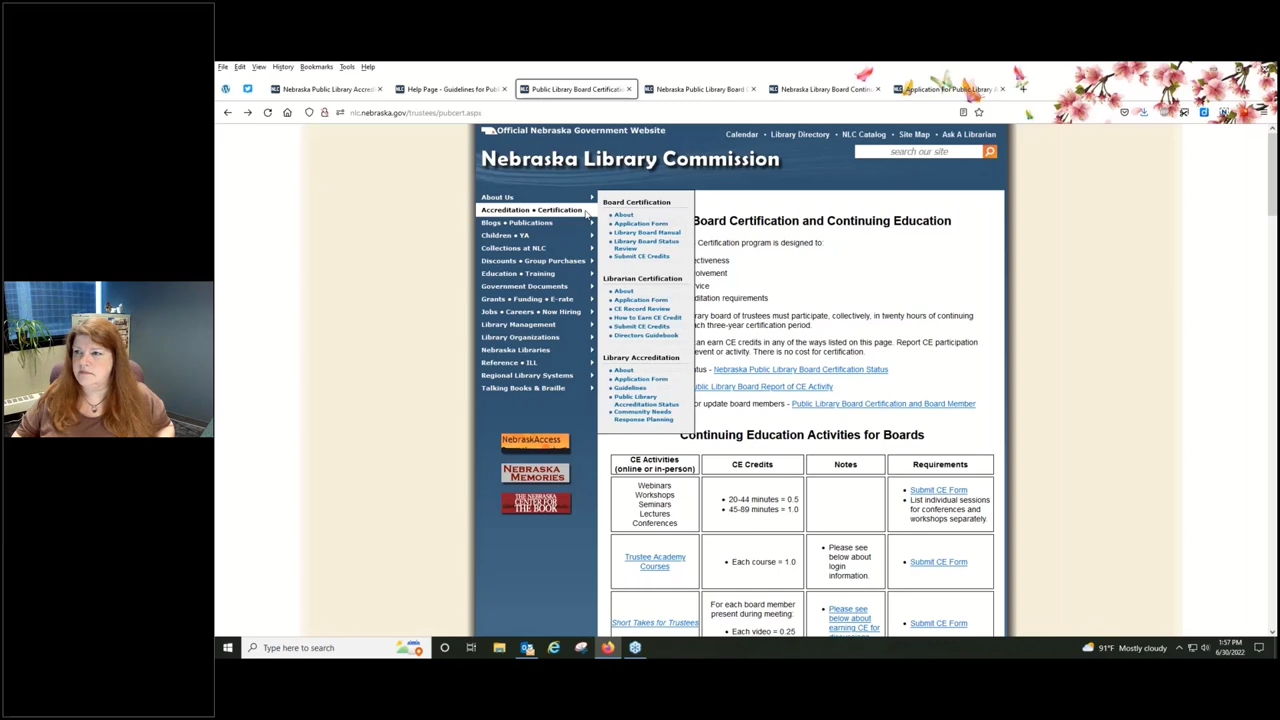 File Edit View History Bookmarks Tools Help
Nebraska Public Library Accred
Help Page - Guidelines for Pub
Public Library Board Certificatio
Nebraska Public Library Board C
Nebraska Library Board Contin
Application For Public Library A
nlc.nebraska.gov/trustees/pubcert.aspx
Official Nebraska Government Website
Calendar • Library Directory • NLC Catalog • Site Map • Ask A Librarian
Nebraska Library Commission
search our site
About Us
Accreditation • Certification
Blogs • Publications
Children • YA
Collections at NLC
Discounts • Group Purchases
Education • Training
Government Documents
Grants • Funding • E-rate
Jobs • Careers • Now Hiring
Library Management
Library Organizations
Nebraska Libraries
Reference • ILL
Regional Library Systems
Talking Books & Braille
NebraskAccess
NEBRASKA
MEMORIES
THE NEBRASKA
CENTER FOR
THE BOOK
Board Certification
• About
• Application Form
• Library Board Manual
• Library Board Status
Review
• Submit CE Credits
Librarian Certification
• About
• Application Form
• CE Record Review
• How to Earn CE Credit
• Submit CE Credits
• Directors Guidebook
Library Accreditation
• About
• Application Form
• Guidelines
• Public Library
Accreditation Status
• Community Needs
Response Planning
Board Certification and Continuing Education
Certification program is designed to:
ectiveness
volvement
vice
ditation requirements
rary board of trustees must participate, collectively, in twenty hours of continuing
ach three-year certification period.
an earn CE credits in any of the ways listed on this page. Report CE participation
event or activity. There is no cost for certification.
atus - Nebraska Public Library Board Certification Status
ublic Library Board Report of CE Activity
or update board members - Public Library Board Certification and Board Member
Continuing Education Activities for Boards
CE Activities
(online or in-person)
CE Credits
Notes
Requirements
Webinars
Workshops
Seminars
Lectures
Conferences
• 20-44 minutes = 0.5
• 45-89 minutes = 1.0
• Submit CE Form
• List individual sessions
for conferences and
workshops separately.
Trustee Academy
Courses
• Each course = 1.0
• Please see
below about
login
information.
• Submit CE Form
Short Takes for Trustees
For each board member
present during meeting:
• Each video = 0.25
• Please see
below about
earning CE for
• Submit CE Form
Type here to search
91°F Mostly cloudy
1:57 PM
6/30/2022